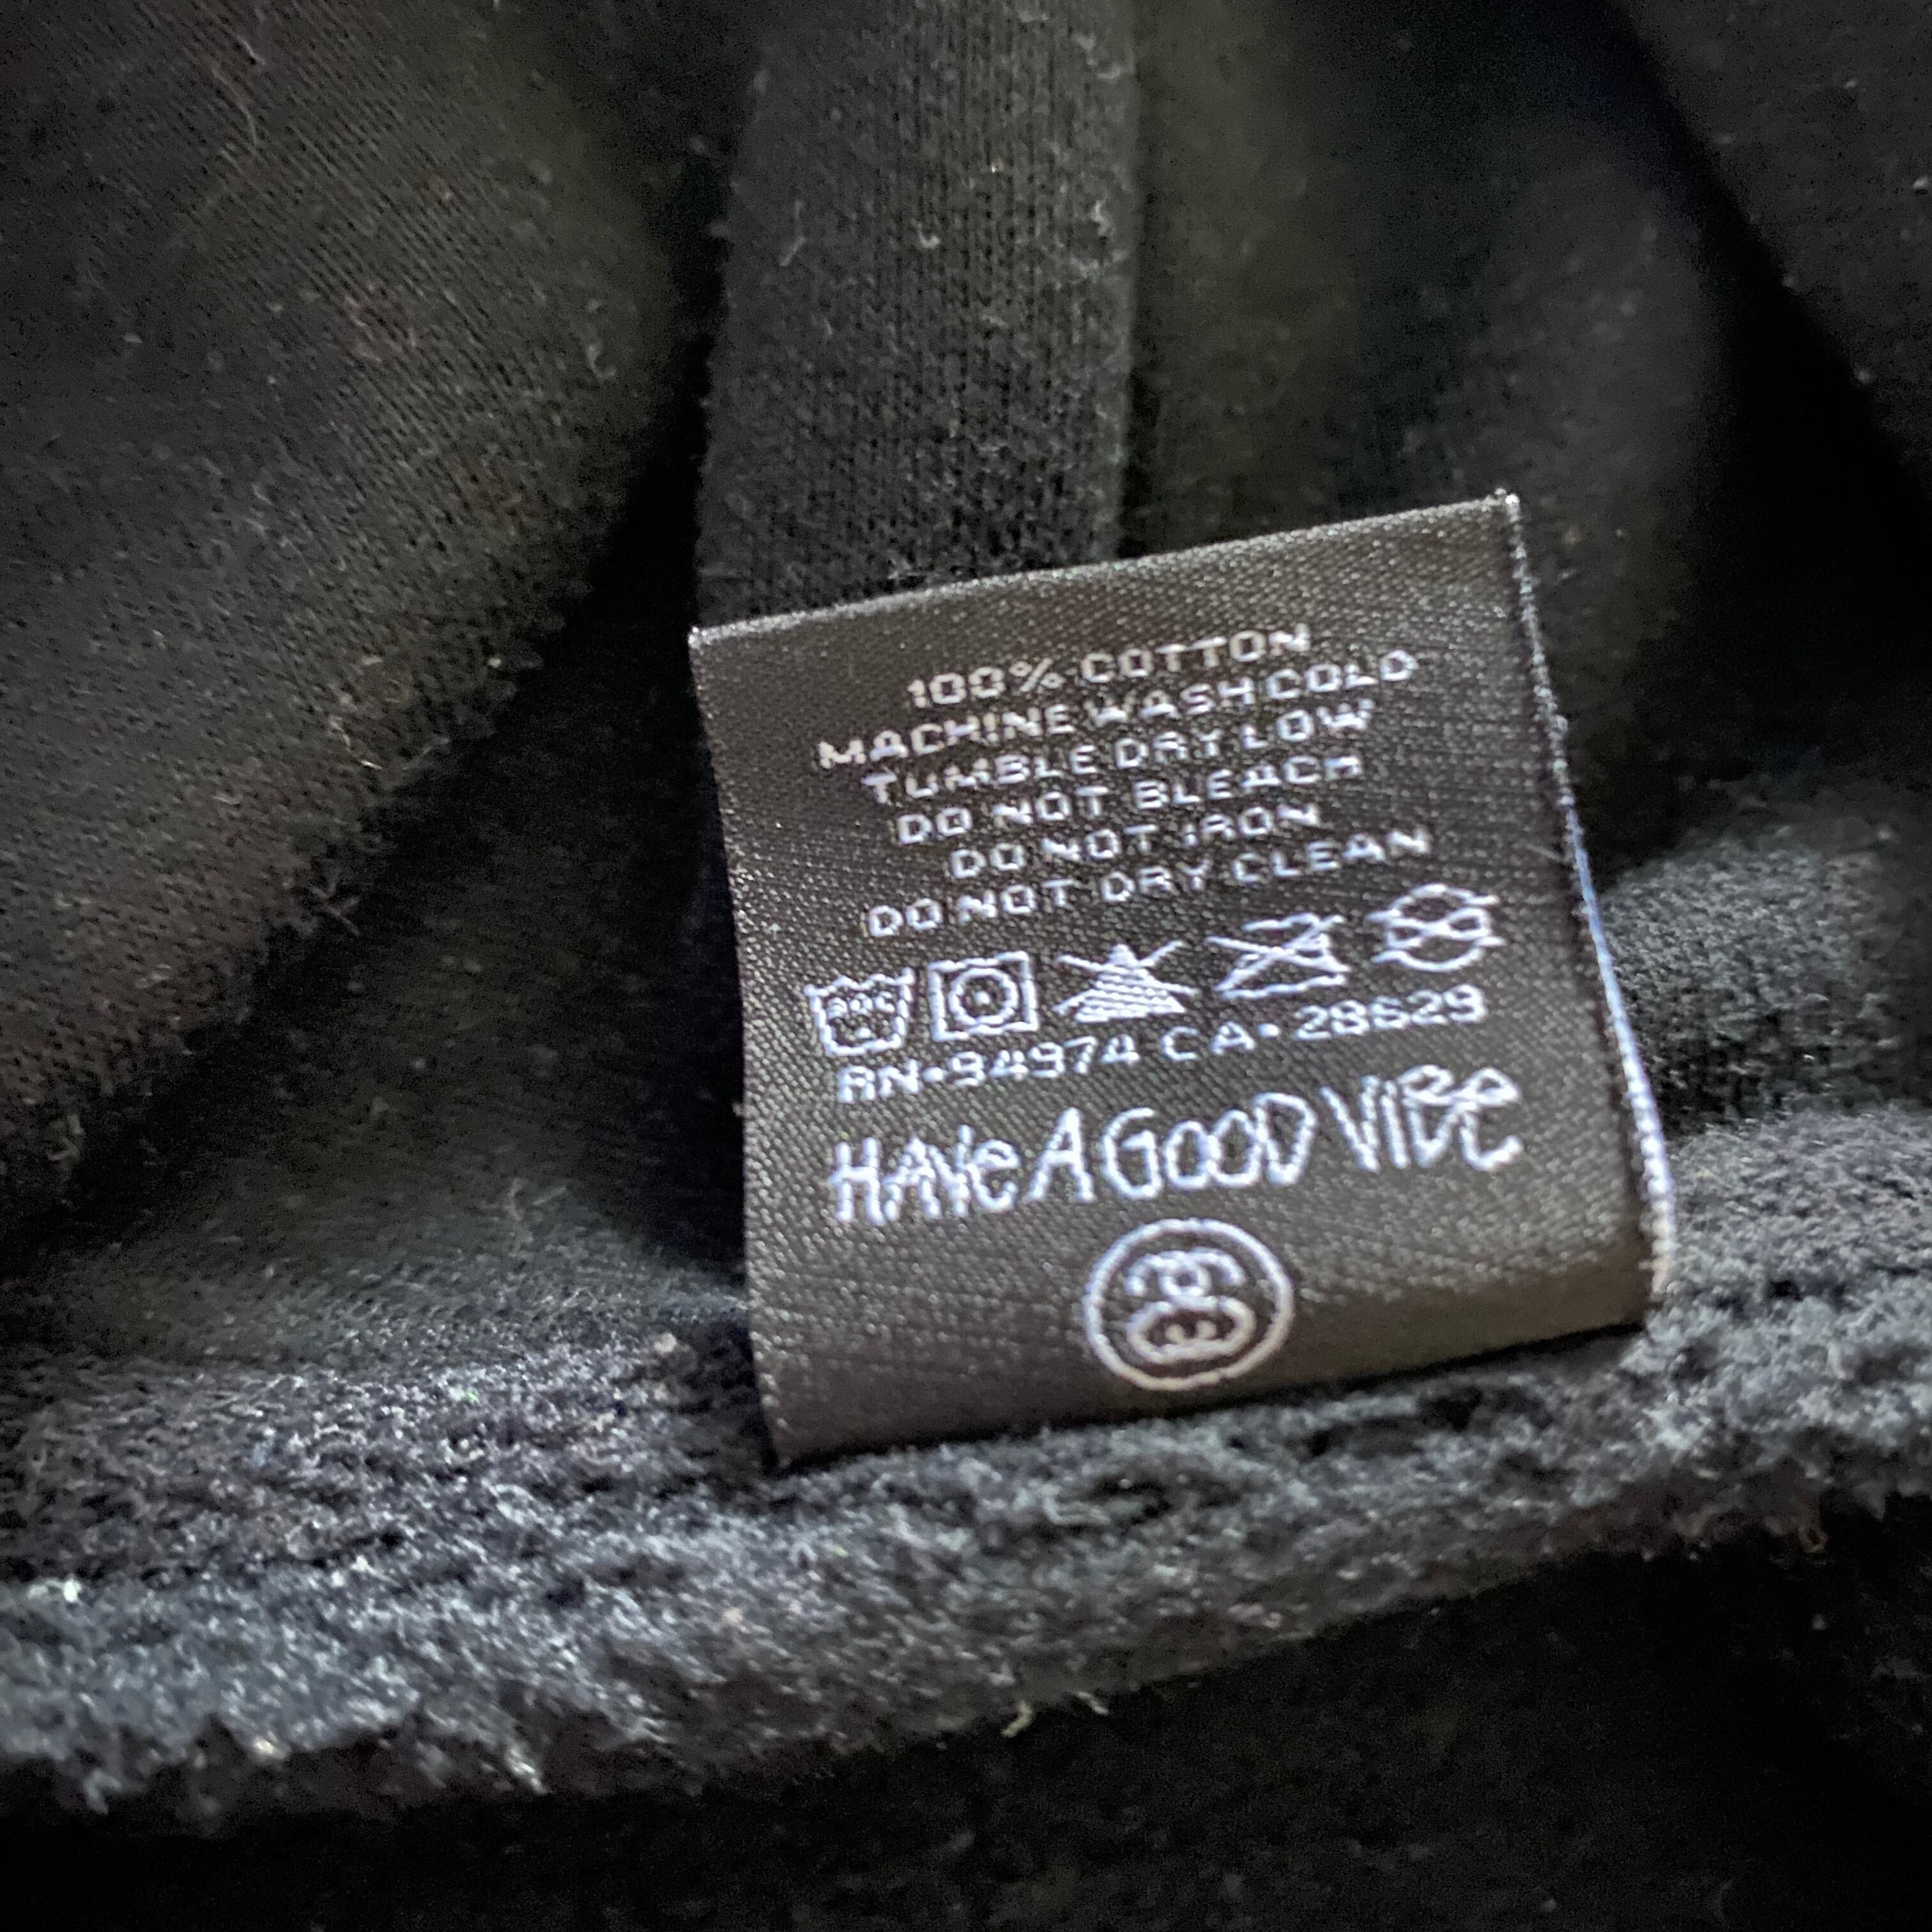 100% COTTON
MACHINE WASH COLD
TUMBLE DRY LOW
DO NOT BLEACH
DO NOT IRON
DO NOT DRY CLEAN
RN•94974 CA•28629
HAVe A GooD VIBe